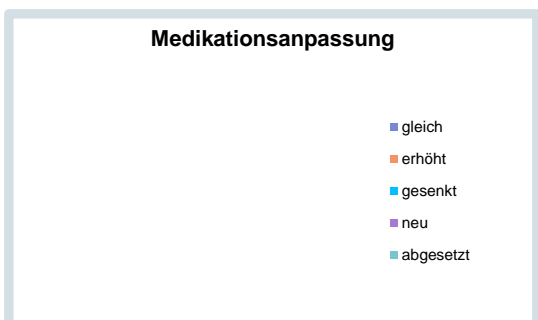 Medikationsanpassung
gleich
erhöht
gesenkt
neu
abgesetzt